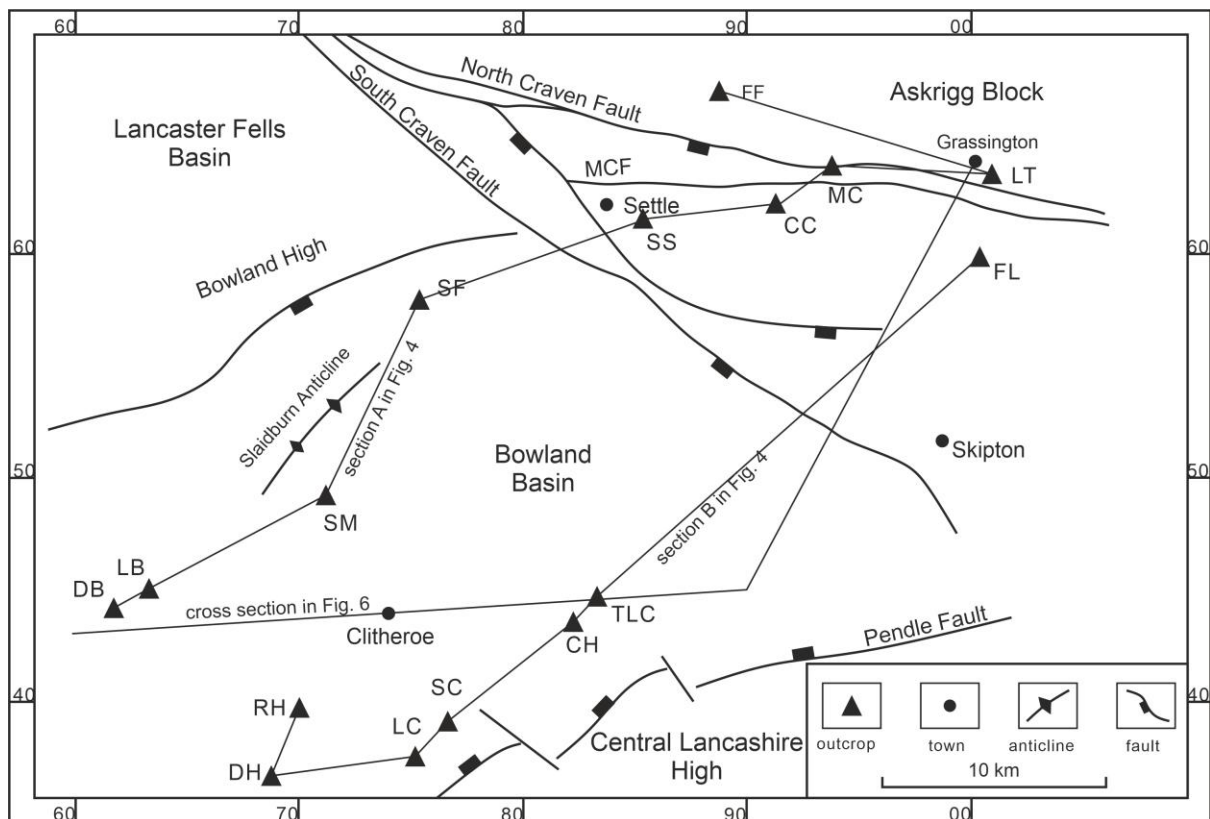 60
70
80
90
00
North Craven Fault
South Craven Fault
FF
Askrigg Block
Lancaster Fells
Basin
Grassington
MCF
LT
MC
Settle
CC
SS
60
60
Bowland High
FL
SF
Slaidburn Anticline
section A in Fig. 4
Bowland
Basin
Skipton
section B in Fig. 4
50
50
SM
LB
DB
cross section in Fig. 6
Clitheroe
TLC
CH
Pendle Fault
SC
RH
LC
40
40
DH
Central Lancashire
High
outcrop
town
anticline
fault
10 km
60
70
80
90
00